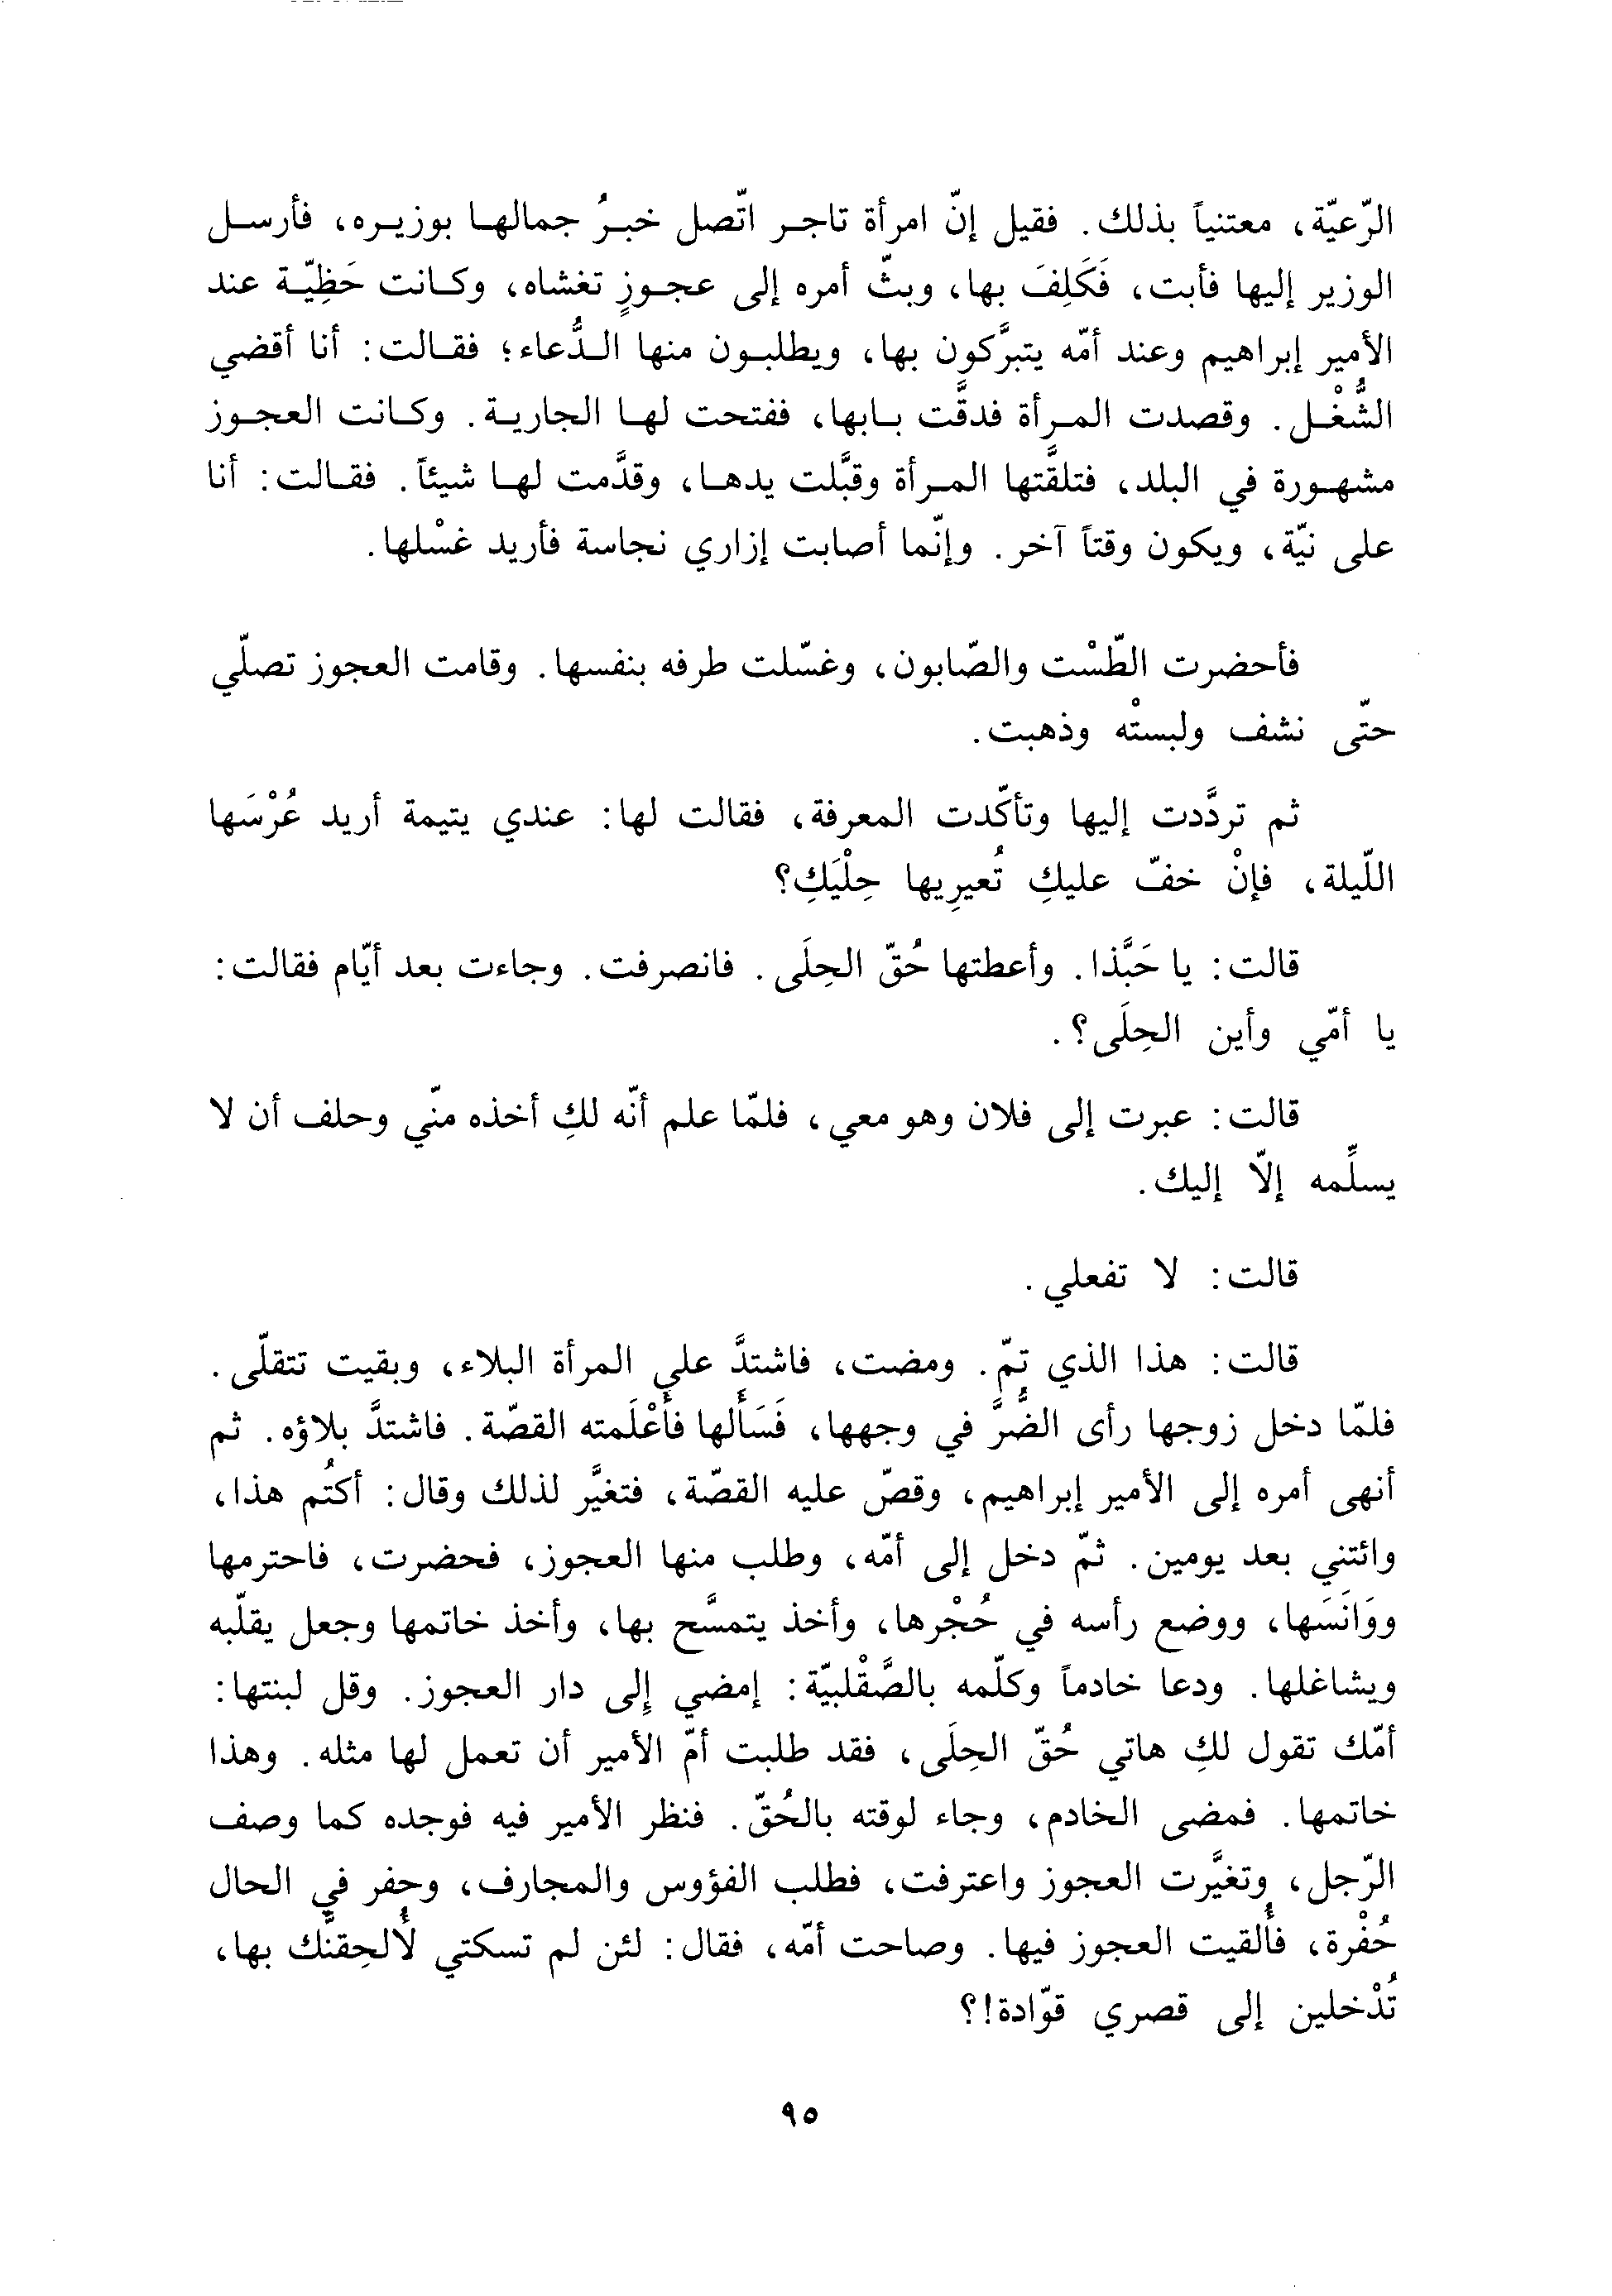 الرّعيّة، معتنياً بذلك. فقيل إنّ امرأة تاجر اتّصل خبرُ جمالها بوزيره، فأرسل
الوزير إليها فأبت، فَكَلِفَ بها، وبثّ أمره إلى عجوزٍ تغشاه، وكانت حَظِيّة عند
الأمير إبراهيم وعند أمّه يتبرَّكون بها، ويطلبون منها الدُّعاء؛ فقالت: أنا أقضي
الشُّغْل. وقصدت المرأة فدقَّت بابها، ففتحت لها الجارية. وكانت العجوز
مشهورة في البلد، فتلقَّتها المرأة وقبَّلت يدها، وقدَّمت لها شيئاً. فقالت: أنا
على نيّة، ويكون وقتاً آخر. وإنّما أصابت إزاري نجاسة فأريد غسْلها.
فأحضرت الطّسْت والصّابون، وغسّلت طرفه بنفسها. وقامت العجوز تصلّي
حتّى نشف ولبستْه وذهبت.
ثم تردَّدت إليها وتأكّدت المعرفة، فقالت لها: عندي يتيمة أريد عُرْسَها
اللّيلة، فإنْ خفّ عليكِ تُعيرِيها حِلْيَكِ؟
قالت: يا حَبَّذا. وأعطتها حُقّ الحِلَى. فانصرفت. وجاءت بعد أيّام فقالت:
يا أمّي وأين الحِلَى؟.
قالت: عبرت إلى فلان وهو معي، فلمّا علم أنّه لكِ أخذه منّي وحلف أن لا
يسلِّمه إلاّ إليك.
قالت: لا تفعلي.
قالت: هذا الذي تمّ. ومضت، فاشتدَّ على المرأة البلاء، وبقيت تتقلّى.
فلمّا دخل زوجها رأى الضُّرَّ في وجهها، فَسَأَلها فأَعْلَمته القصّة. فاشتدَّ بلاؤه. ثم
أنهى أمره إلى الأمير إبراهيم، وقصّ عليه القصّة، فتغيَّر لذلك وقال: أكتُم هذا،
وائتني بعد يومين. ثمّ دخل إلى أمّه، وطلب منها العجوز، فحضرت، فاحترمها
ووَانَسَها، ووضع رأسه في حُجْرها، وأخذ يتمسَّح بها، وأخذ خاتمها وجعل يقلّبه
ويشاغلها. ودعا خادماً وكلّمه بالصَّقْلبيّة: إمضي إلى دار العجوز. وقل لبنتها:
أمّك تقول لكِ هاتي حُقّ الحِلَى، فقد طلبت أمّ الأمير أن تعمل لها مثله. وهذا
خاتمها. فمضى الخادم، وجاء لوقته بالحُقّ. فنظر الأمير فيه فوجده كما وصف
الرّجل، وتغيَّرت العجوز واعترفت، فطلب الفؤوس والمجارف، وحفر في الحال
حُفْرة، فأُلقيت العجوز فيها. وصاحت أمّه، فقال: لئن لم تسكتي لأُلحِقنَّك بها،
تُدْخلين إلى قصري قوّادة!؟
٩٥